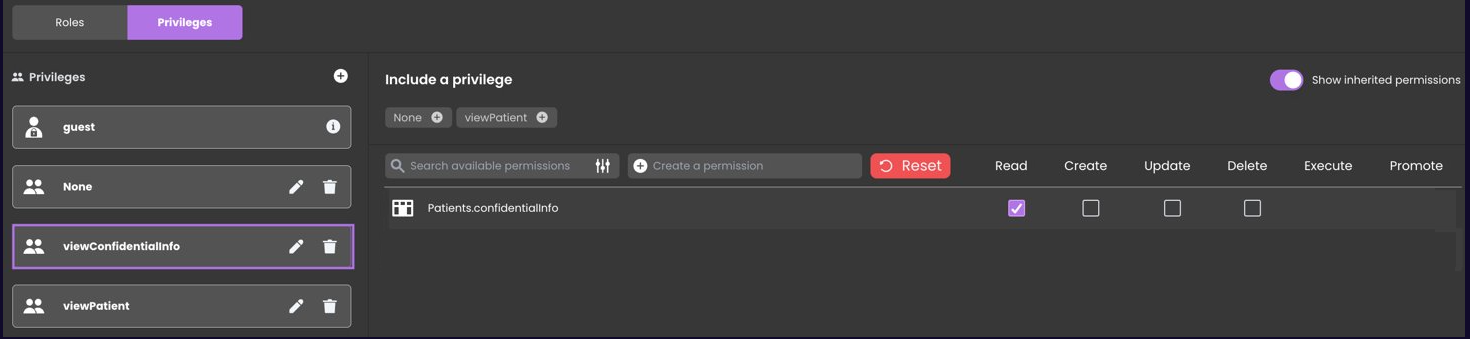 Roles Privileges
Privileges
guest
None
viewConfidentialInfo
viewPatient
Include a privilege
Show inherited permissions
None viewPatient
Search available permissions Create a permission Reset Read Create Update Delete Execute Promote
Patients.confidentialInfo